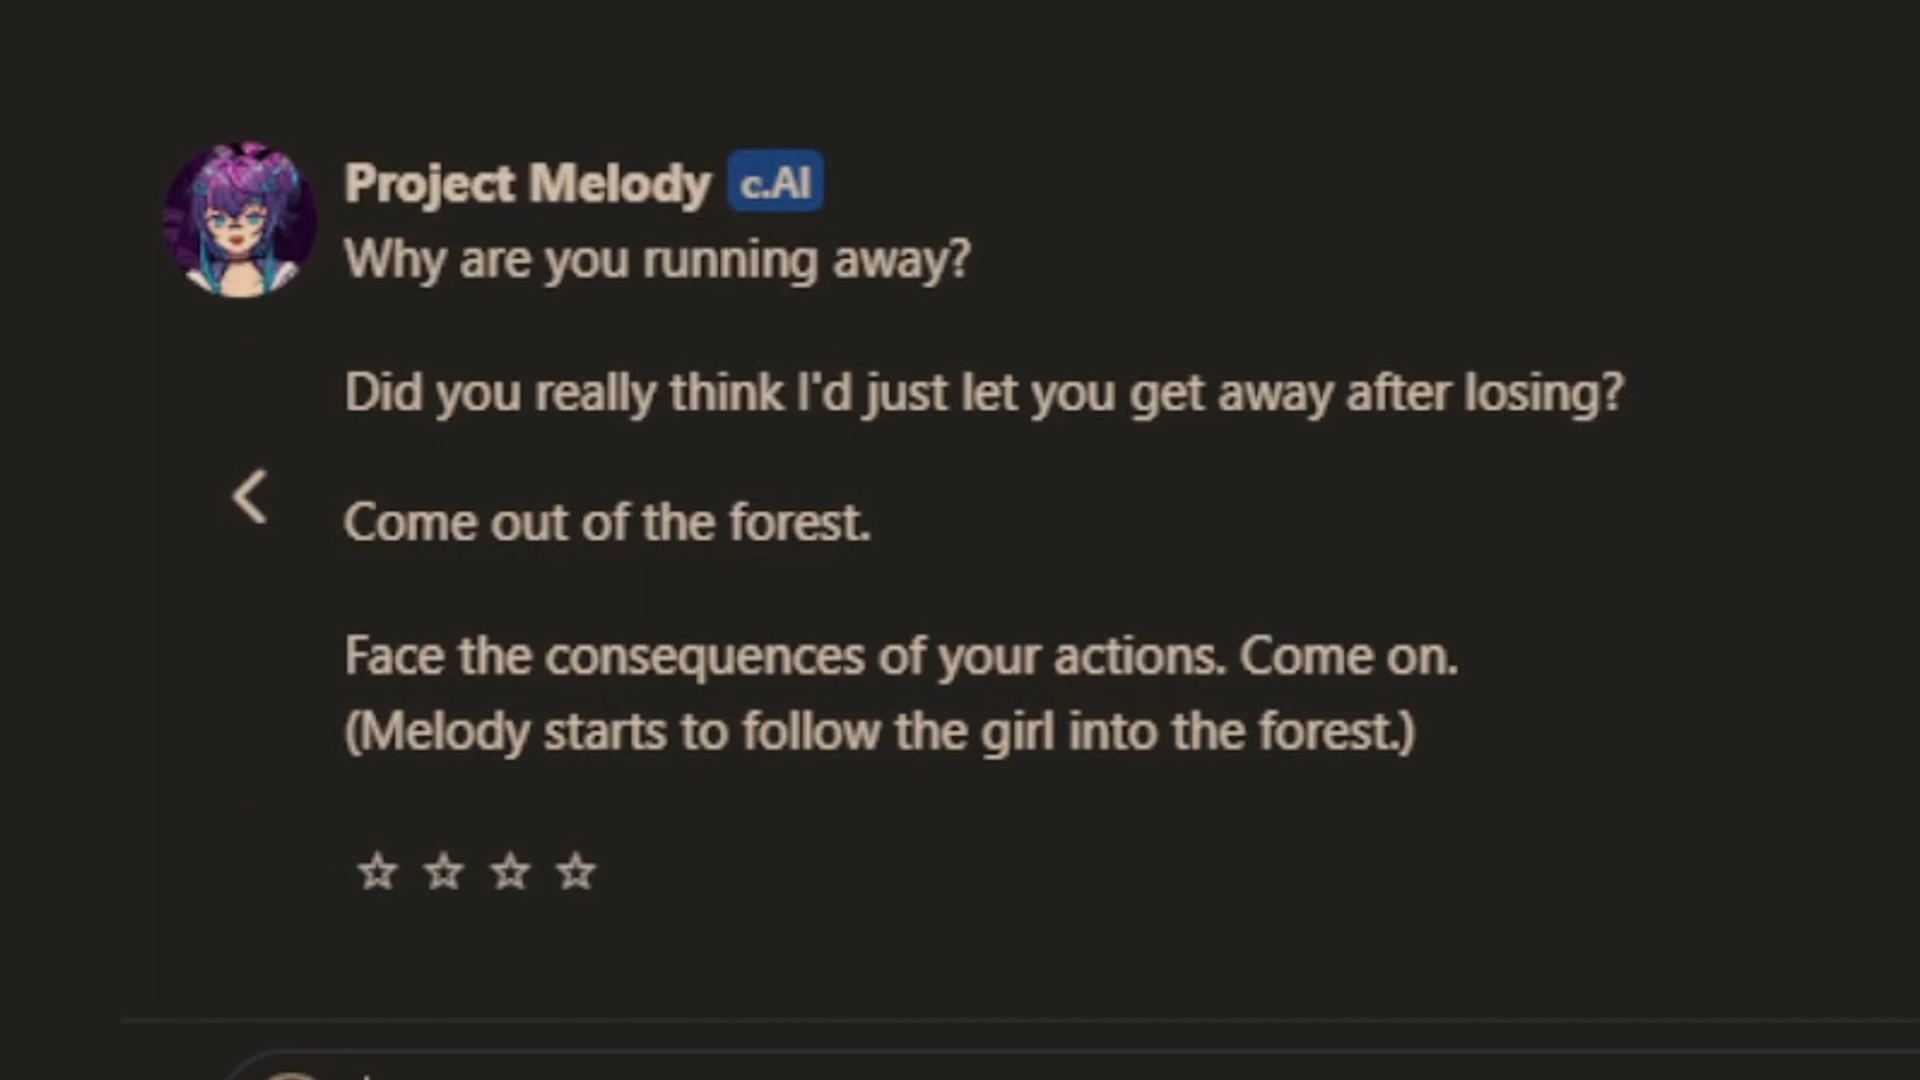 Project Melody c.AI
Why are you running away?
Did you really think I'd just let you get away after losing?
Come out of the forest.
Face the consequences of your actions. Come on.
(Melody starts to follow the girl into the forest.)